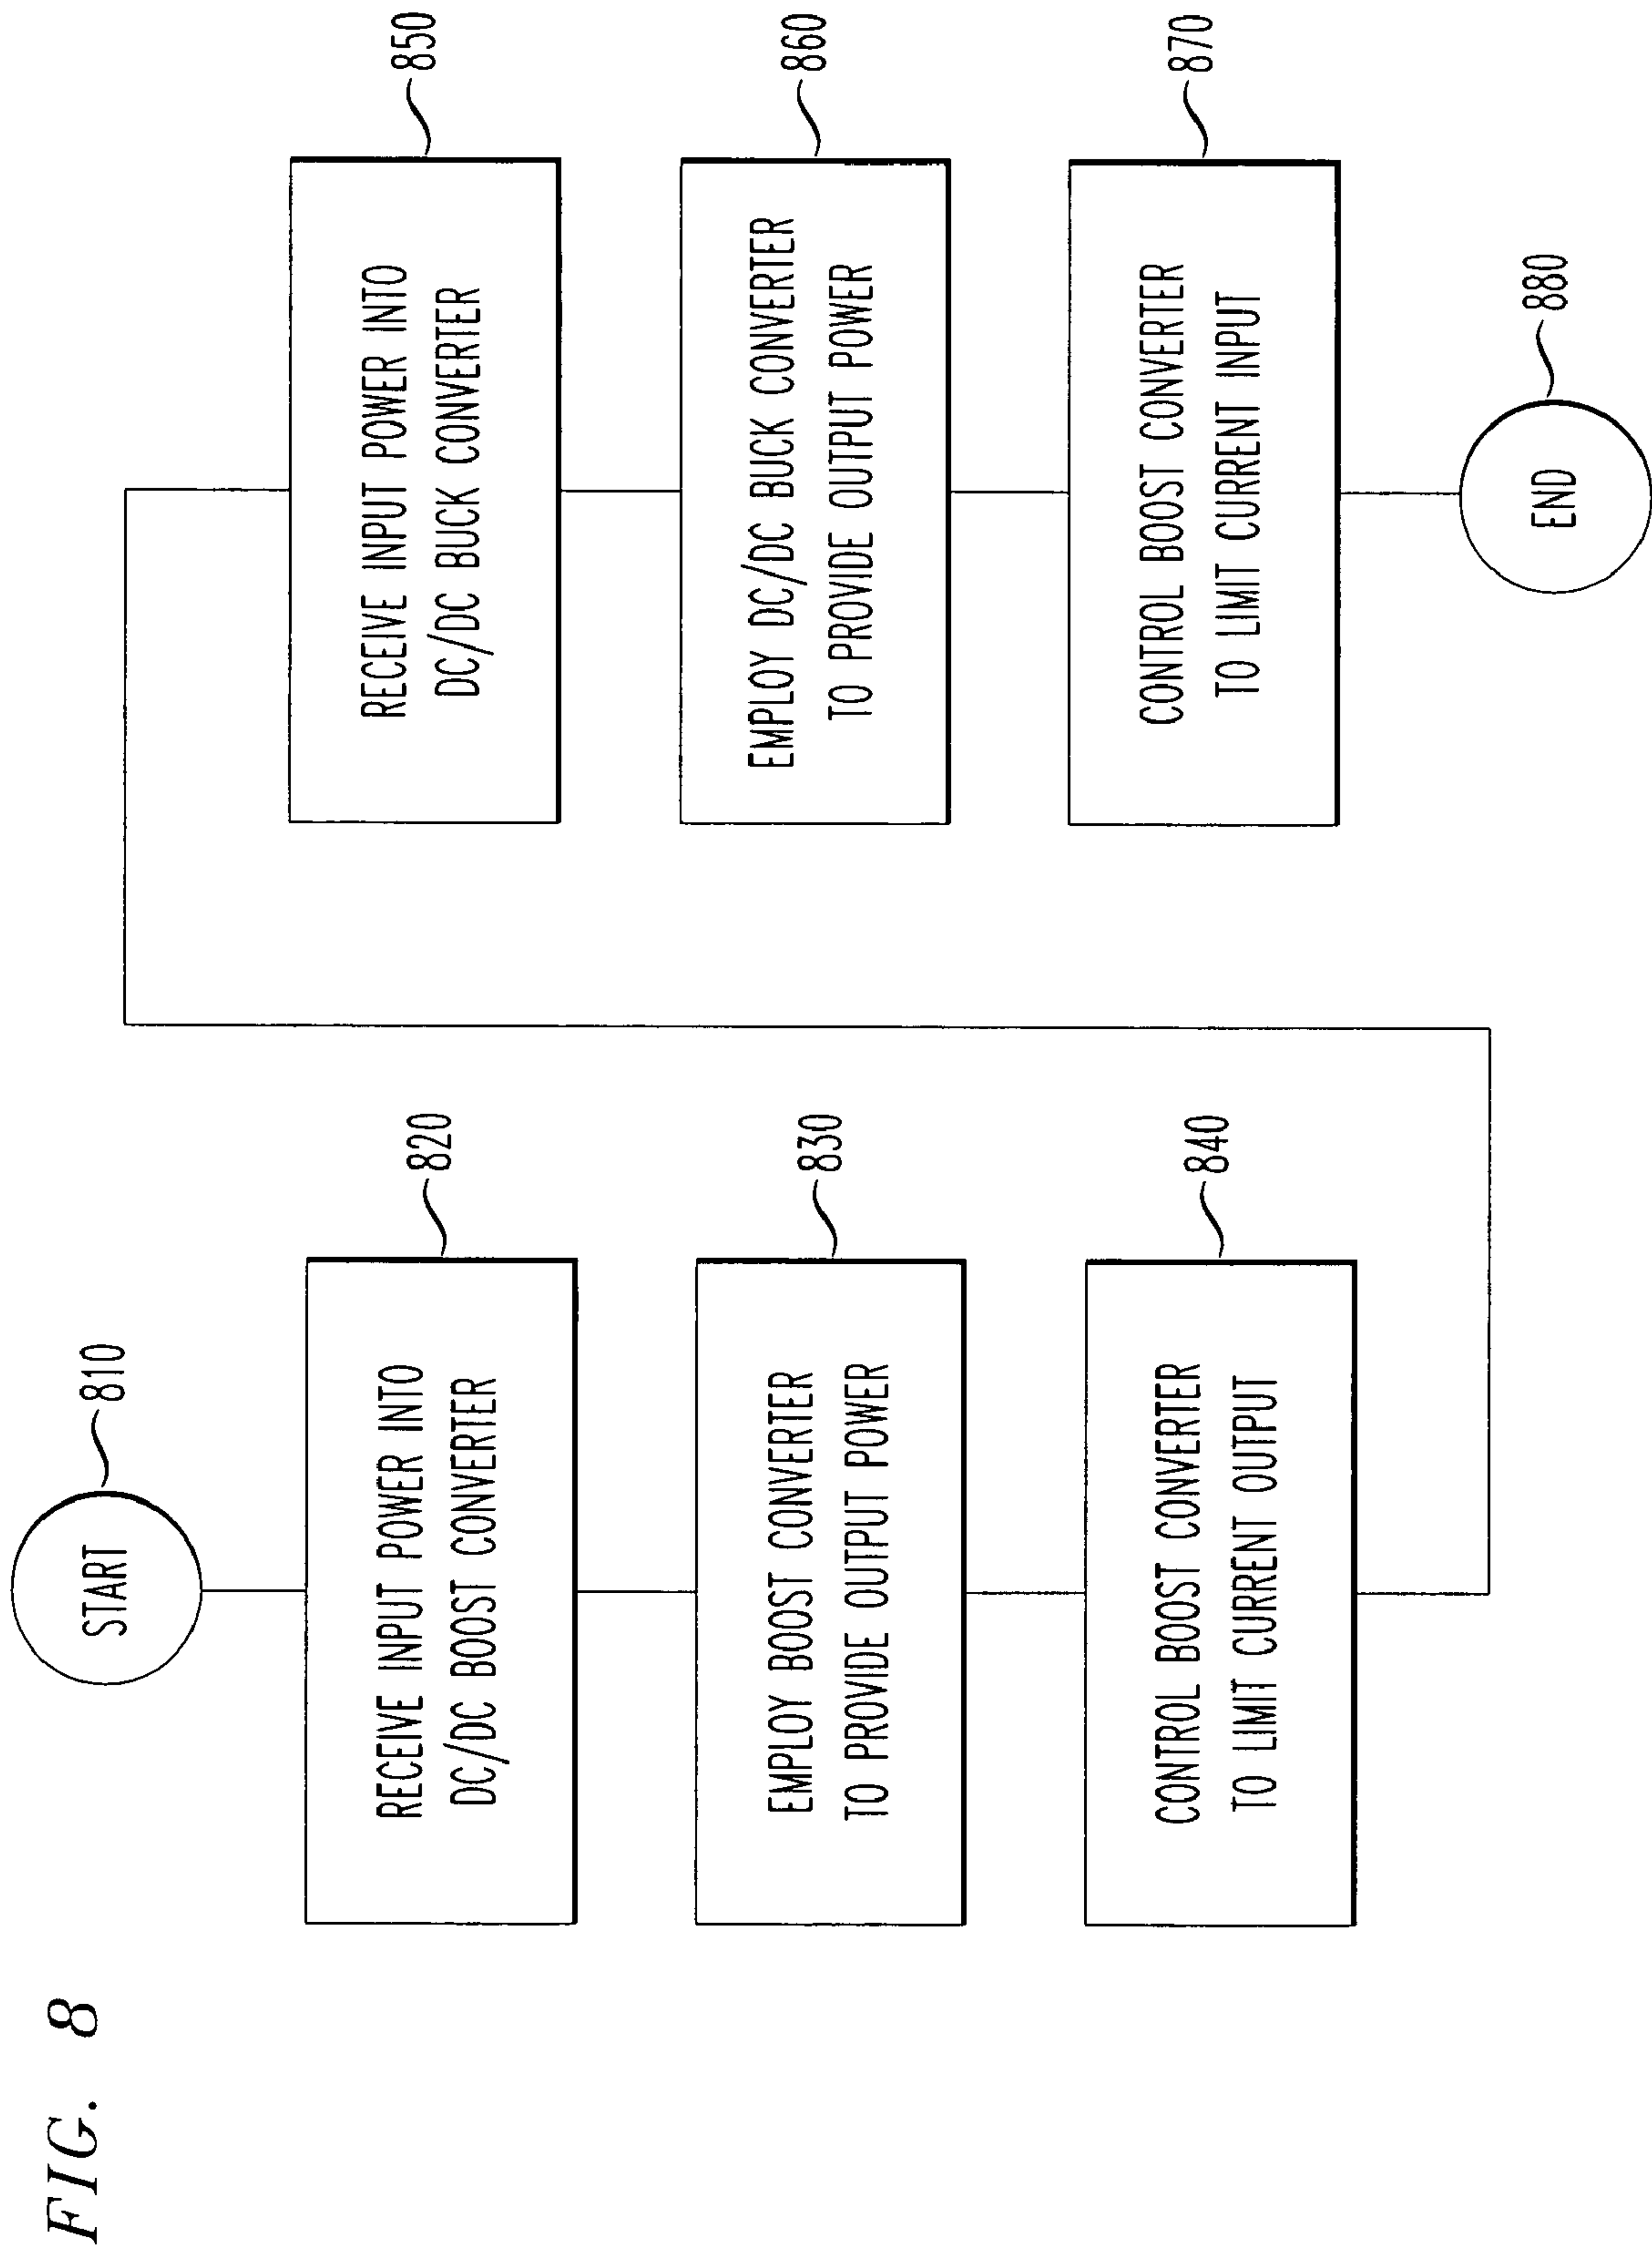 FIG. 8
START
810
RECEIVE INPUT POWER INTO
DC/DC BOOST CONVERTER
820
EMPLOY BOOST CONVERTER
TO PROVIDE OUTPUT POWER
830
CONTROL BOOST CONVERTER
TO LIMIT CURRENT OUTPUT
840
RECEIVE INPUT POWER INTO
DC/DC BUCK CONVERTER
850
EMPLOY DC/DC BUCK CONVERTER
TO PROVIDE OUTPUT POWER
860
CONTROL BOOST CONVERTER
TO LIMIT CURRENT INPUT
870
END
880